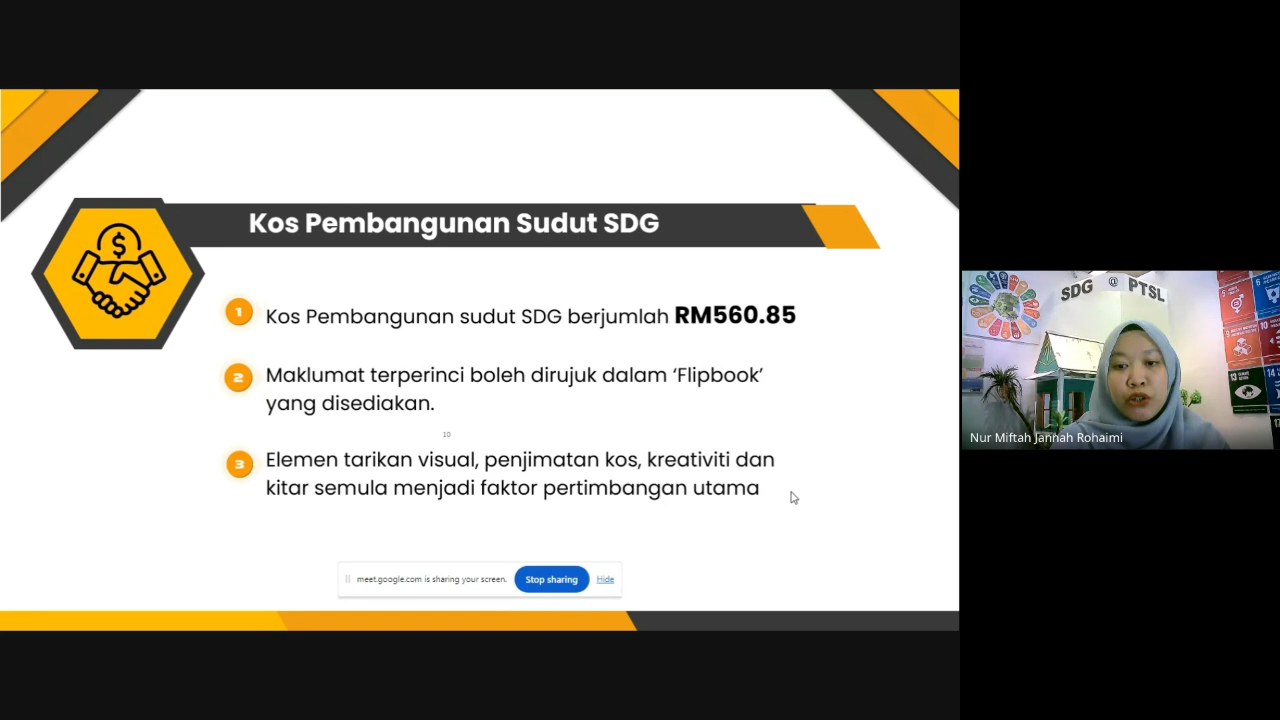 Kos Pembangunan Sudut SDG
1
Kos Pembangunan sudut SDG berjumlah RM560.85
2
Maklumat terperinci boleh dirujuk dalam ‘Flipbook’
yang disediakan.
10
3
Elemen tarikan visual, penjimatan kos, kreativiti dan
kitar semula menjadi faktor pertimbangan utama
meet.google.com is sharing your screen.
Stop sharing
Hide
SDG @ PTSL
13
14
Nur Miftah Jannah Rohaimi